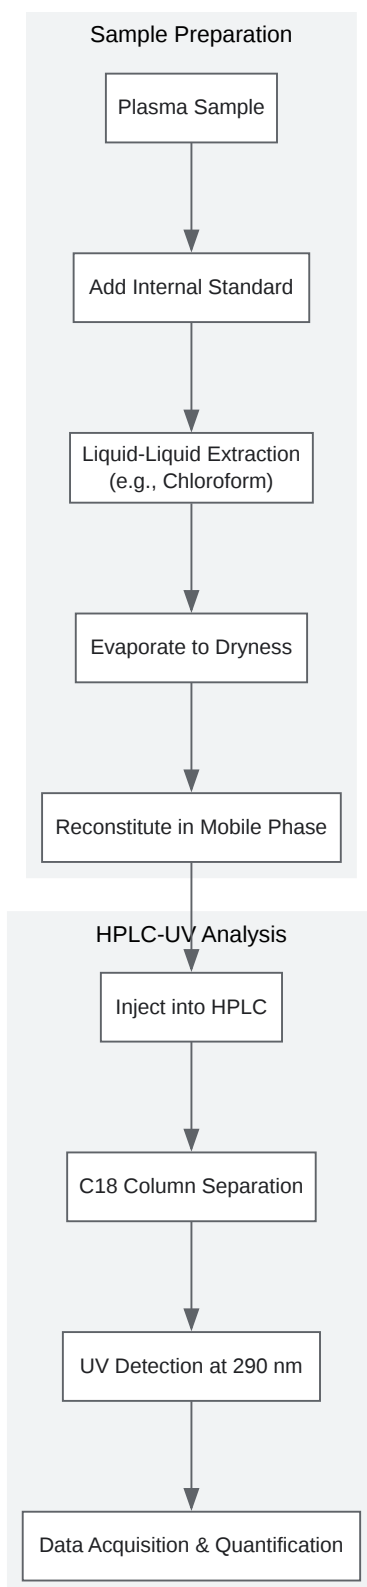 Sample Preparation
Plasma Sample
Add Internal Standard
Liquid-Liquid Extraction
(e.g., Chloroform)
Evaporate to Dryness
Reconstitute in Mobile Phase
HPLC-UV Analysis
Inject into HPLC
C18 Column Separation
UV Detection at 290 nm
Data Acquisition & Quantification